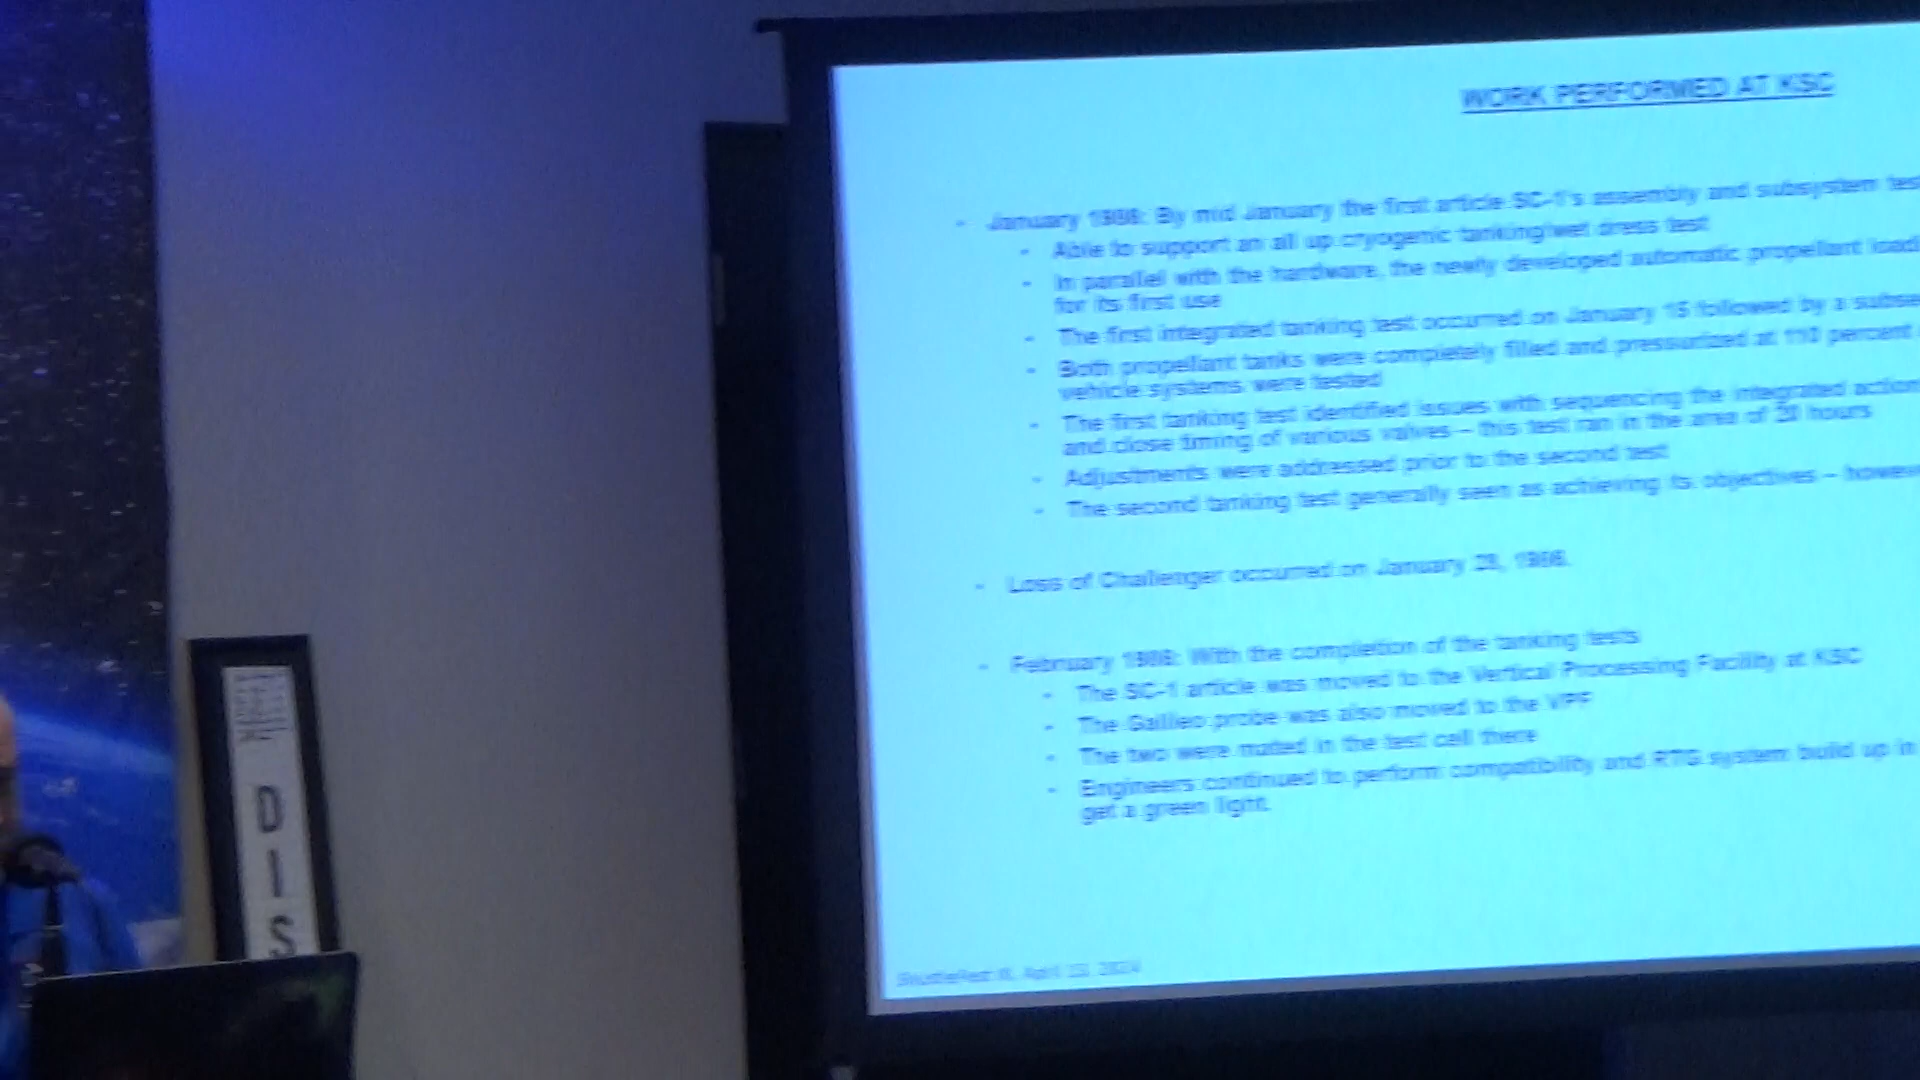 WORK PERFORMED AT KSC
- January 1986: By mid January the first article SC-1's assembly and subsystem
- Able to support an all up cryogenic tanking/wet dress test
- In parallel with the hardware, the newly developed automatic propellant
for its first use
- The first integrated tanking test occurred on January 15 followed by a
- Both propellant tanks were completely filled and pressurized at 110 percent
vehicle systems were tested
- The first tanking test identified issues with sequencing the integrated
and close timing of various valves – this test ran in the area of 20 hours
- Adjustments were addressed prior to the second test
- The second tanking test generally seen as achieving its objectives –
- Loss of Challenger occurred on January 28, 1986.
- February 1986: With the completion of the tanking tests
- The SC-1 article was moved to the Vertical Processing Facility at KSC
- The Galileo probe was also moved to the VPF
- The two were mated in the test cell there
- Engineers continued to perform compatibility and RTG system build up in
get a green light.
April 2024
DIS